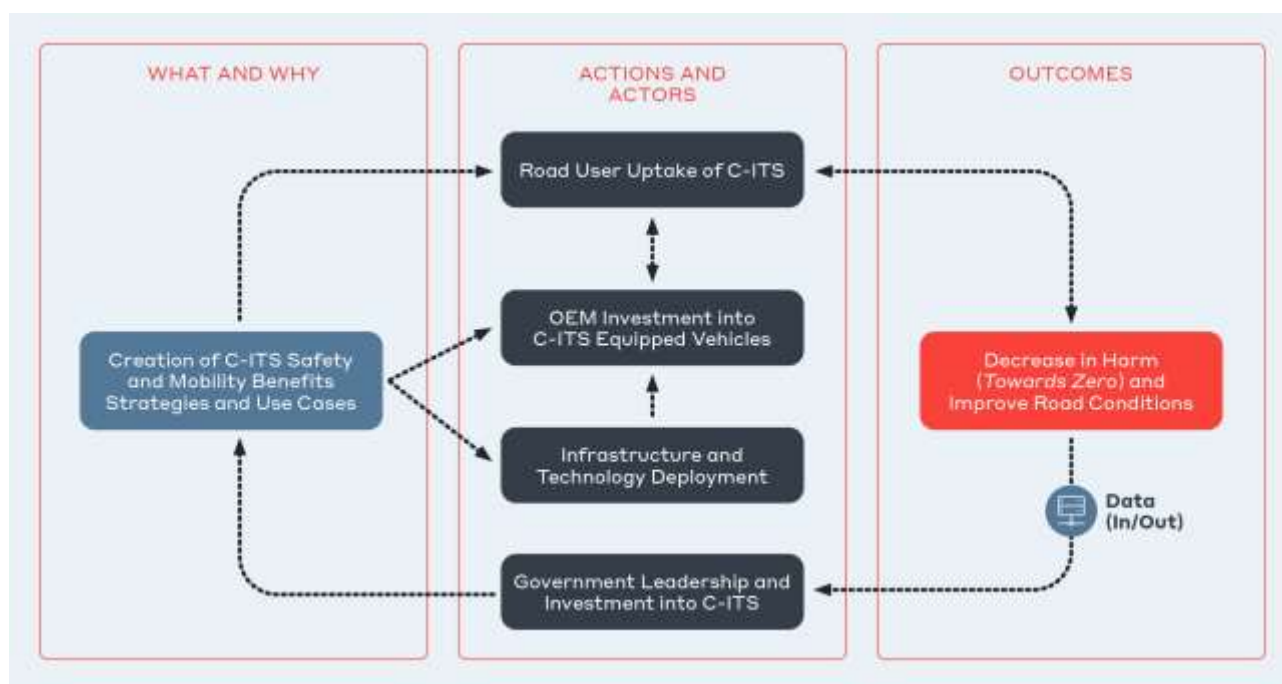 WHAT AND WHY
Creation of C-ITS Safety
and Mobility Benefits
Strategies and Use Cases
ACTIONS AND
ACTORS
Road User Uptake of C-ITS
OEM Investment into
C-ITS Equipped Vehicles
Infrastructure and
Technology Deployment
Government Leadership and
Investment into C-ITS
OUTCOMES
Decrease in Harm
(Towards Zero) and
Improve Road Conditions
Data
(In/Out)